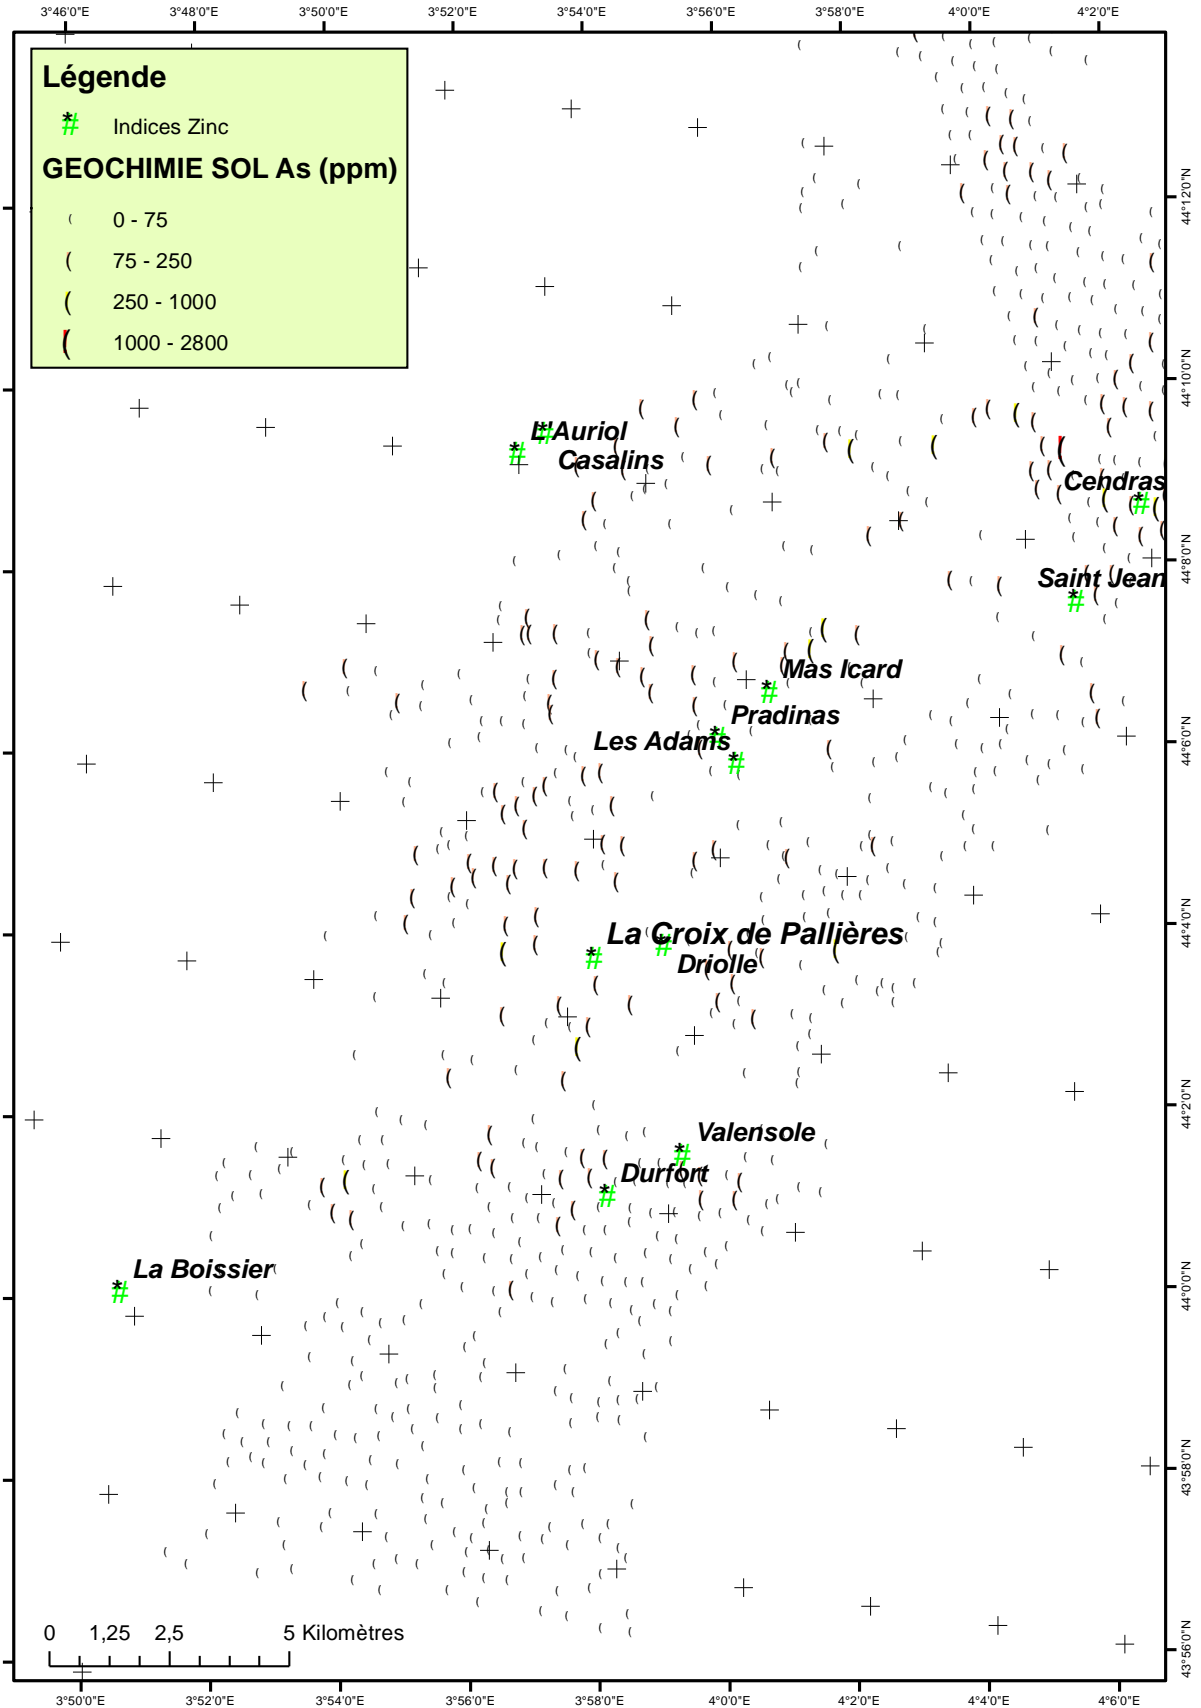 3°46'0"E 3°48'0"E 3°50'0"E 3°52'0"E 3°54'0"E 3°56'0"E 3°58'0"E 4°0'0"E 4°2'0"E
Légende
Indices Zinc
GEOCHIMIE SOL As (ppm)
0 - 75
75 - 250
250 - 1000
1000 - 2800
44°12'0"N
44°10'0"N
L'Auriol
Casalins
Cendras
44°8'0"N
Saint Jean
Mas Icard
Pradinas
Les Adams
44°6'0"N
44°4'0"N
La Croix de Pallières
Driolle
44°2'0"N
Valensole
Durfort
La Boissier
44°0'0"N
43°58'0"N
0 1,25 2,5 5 Kilomètres
43°56'0"N
3°50'0"E 3°52'0"E 3°54'0"E 3°56'0"E 3°58'0"E 4°0'0"E 4°2'0"E 4°4'0"E 4°6'0"E